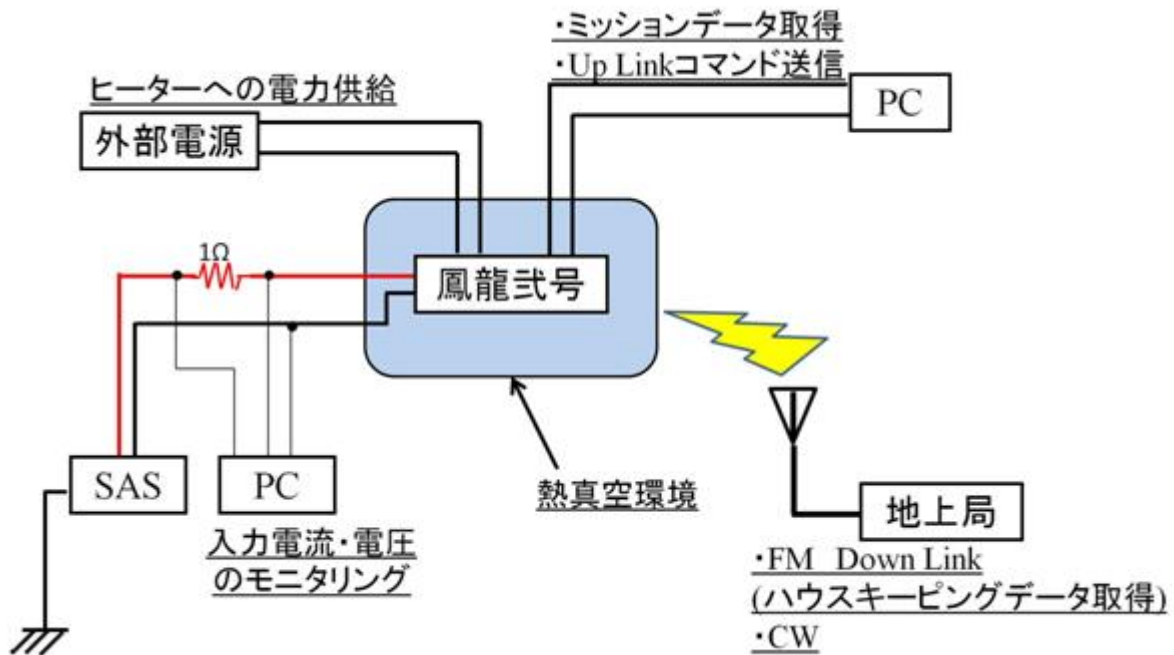 ・ミッションデータ取得
・Up Linkコマンド送信
PC
ヒーターへの電力供給
外部電源
1Ω
鳳龍弐号
SAS
PC
入力電流・電圧
のモニタリング
熱真空環境
地上局
・FM Down Link
(ハウスキーピングデータ取得)
・CW